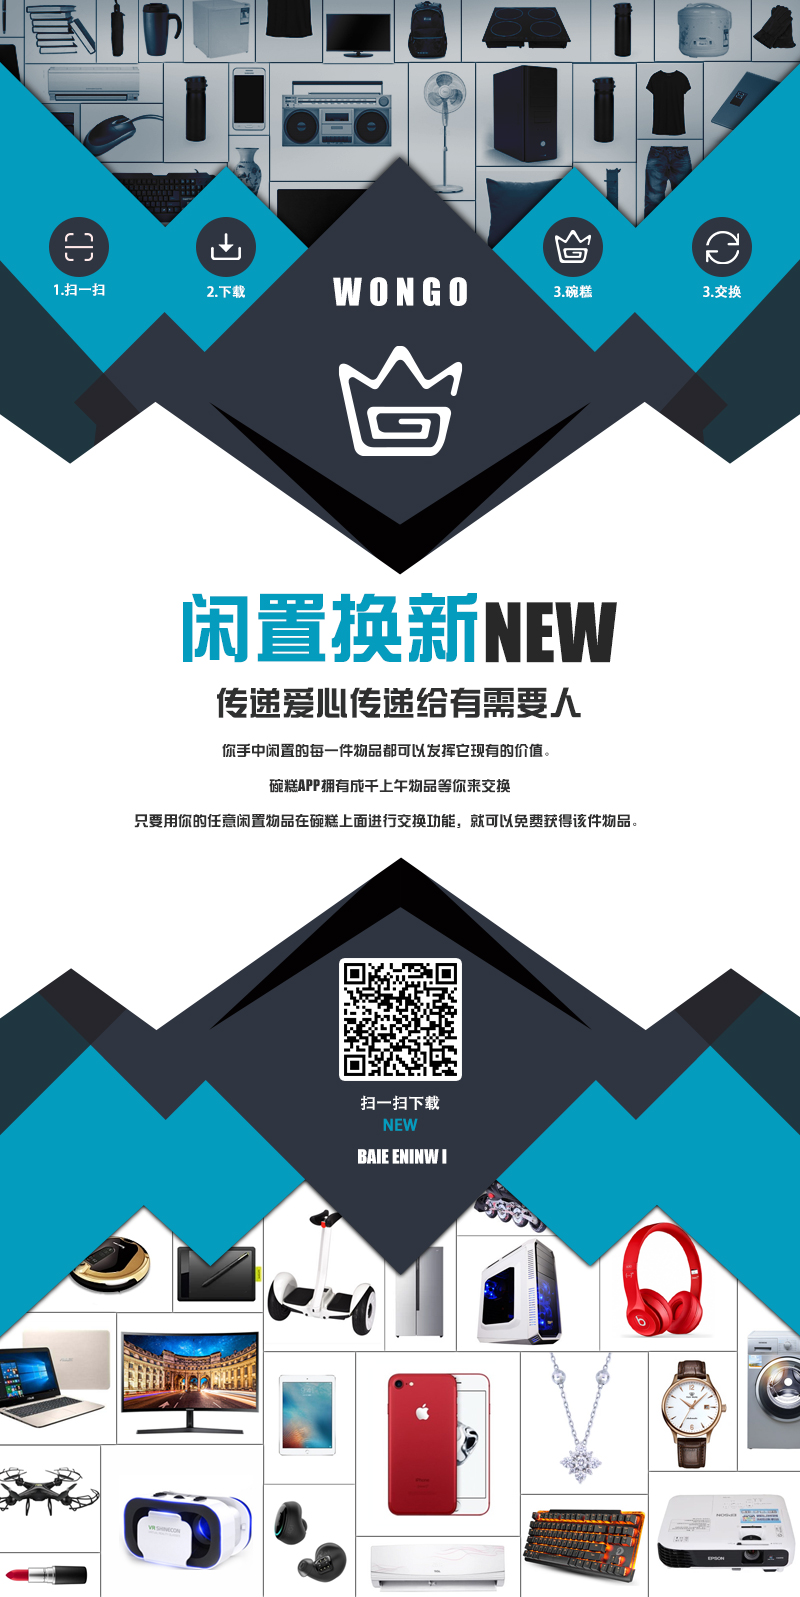 1.扫一扫
2.下载
3.碗糕
3.交换
WONGO
闲置换新NEW
传递爱心传递给有需要人
你手中闲置的每一件物品都可以发挥它现有的价值。
碗糕APP拥有成千上午物品等你来交换
只要用你的任意闲置物品在碗糕上面进行交换功能，就可以免费获得该件物品。
扫一扫下载
NEW
BAIE ENINW I
VR SHINECON
EPSON
EPSON